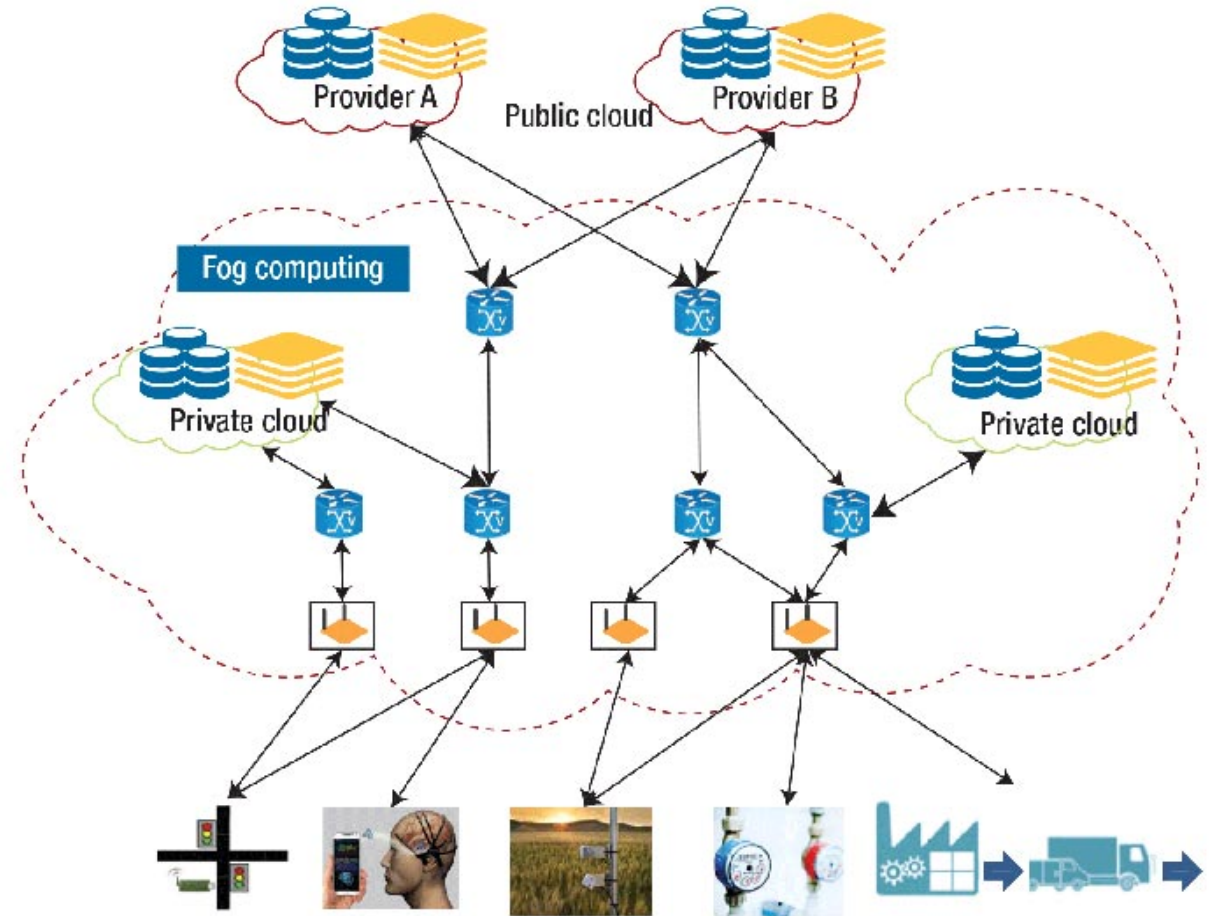 Provider A
Provider B
Public cloud
Fog computing
Private cloud
Private cloud